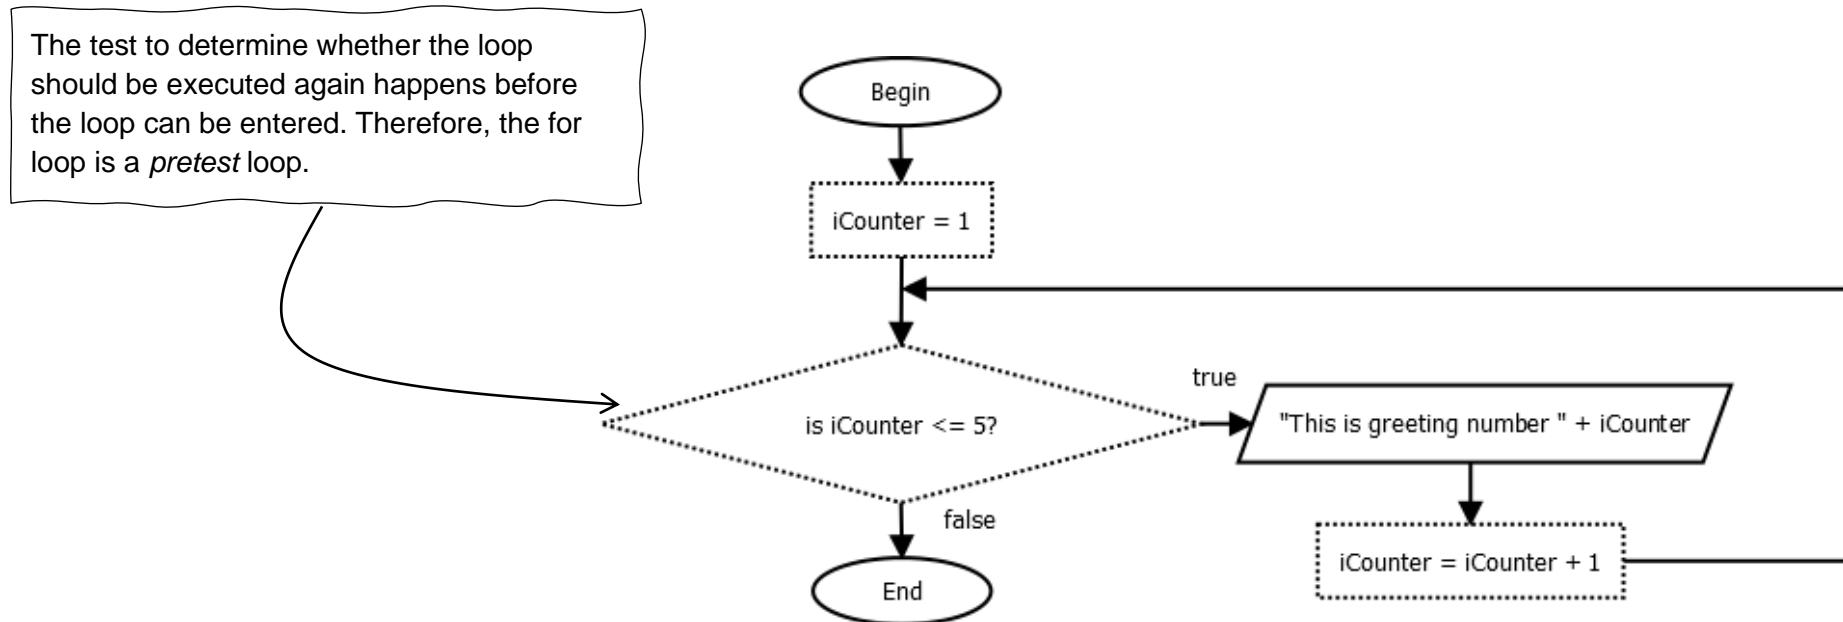 The test to determine whether the loop
should be executed again happens before
the loop can be entered. Therefore, the for
loop is a pretest loop.
Begin
iCounter = 1
is iCounter <= 5?
true
"This is greeting number " + iCounter
iCounter = iCounter + 1
false
End